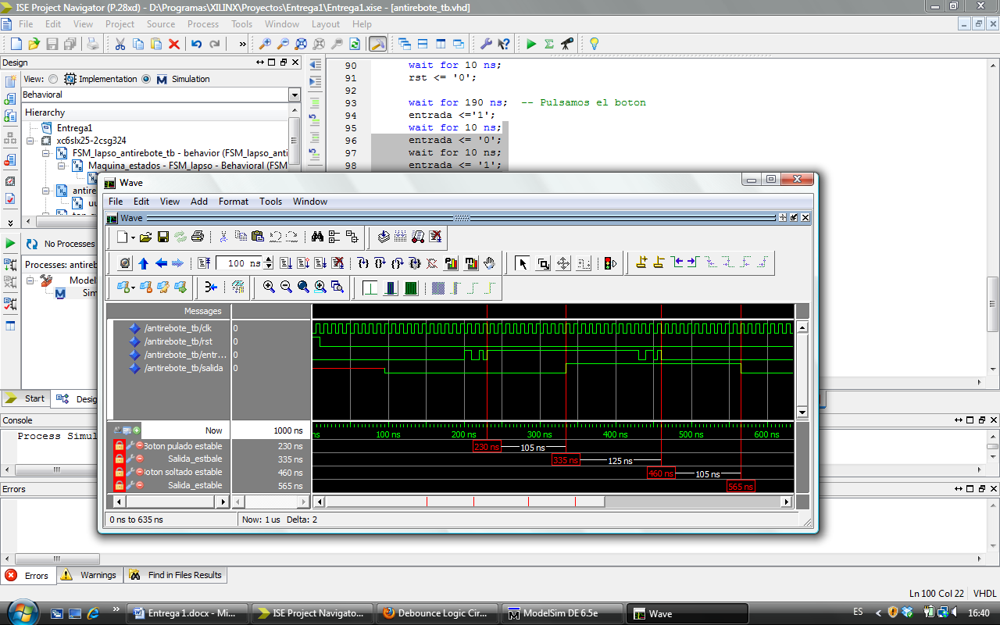 ISE Project Navigator (P.28xd) - D:\Programas\XILINX\Proyectos\Entrega1\Entrega1.xise - [antirebote_tb.vhd]
File Edit View Project Source Process Tools Window Layout Help
Design
View: Implementation Simulation
Behavioral
Hierarchy
Entrega1
xc6slx25-2csg324
FSM_lapso_antirebote_tb - behavior (FSM_lapso_anti
Maquina_estados - FSM_lapso - Behavioral (FSM
antire
uu
No Processes
Processes: antireb
Model
Sim
Start
Desig
90 wait for 10 ns;
91 rst <= '0';
92
93 wait for 190 ns; -- Pulsamos el boton
94 entrada <='1';
95 wait for 10 ns;
96 entrada <= '0';
97 wait for 10 ns;
98 entrada <= '1';
Wave
File Edit View Add Format Tools Window
Wave
100 ns
Messages
/antirebote_tb/clk 0
/antirebote_tb/rst 0
/antirebote_tb/entr... 0
/antirebote_tb/salida 0
Now 1000 ns
ns 100 ns 200 ns 300 ns 400 ns 500 ns 600 ns
Boton pulado estable 230 ns
230 ns 105 ns
Salida_estbale 335 ns
335 ns 125 ns
Boton soltado estable 460 ns
460 ns 105 ns
Salida_estable 565 ns
565 ns
0 ns to 635 ns
Now: 1 us Delta: 2
Console
Process Simul
Errors
Errors Warnings Find in Files Results
Ln 100 Col 22 VHDL
Entrega 1.docx - Mi...
ISE Project Navigato...
Debounce Logic Cir...
ModelSim DE 6.5e
Wave
ES
16:40